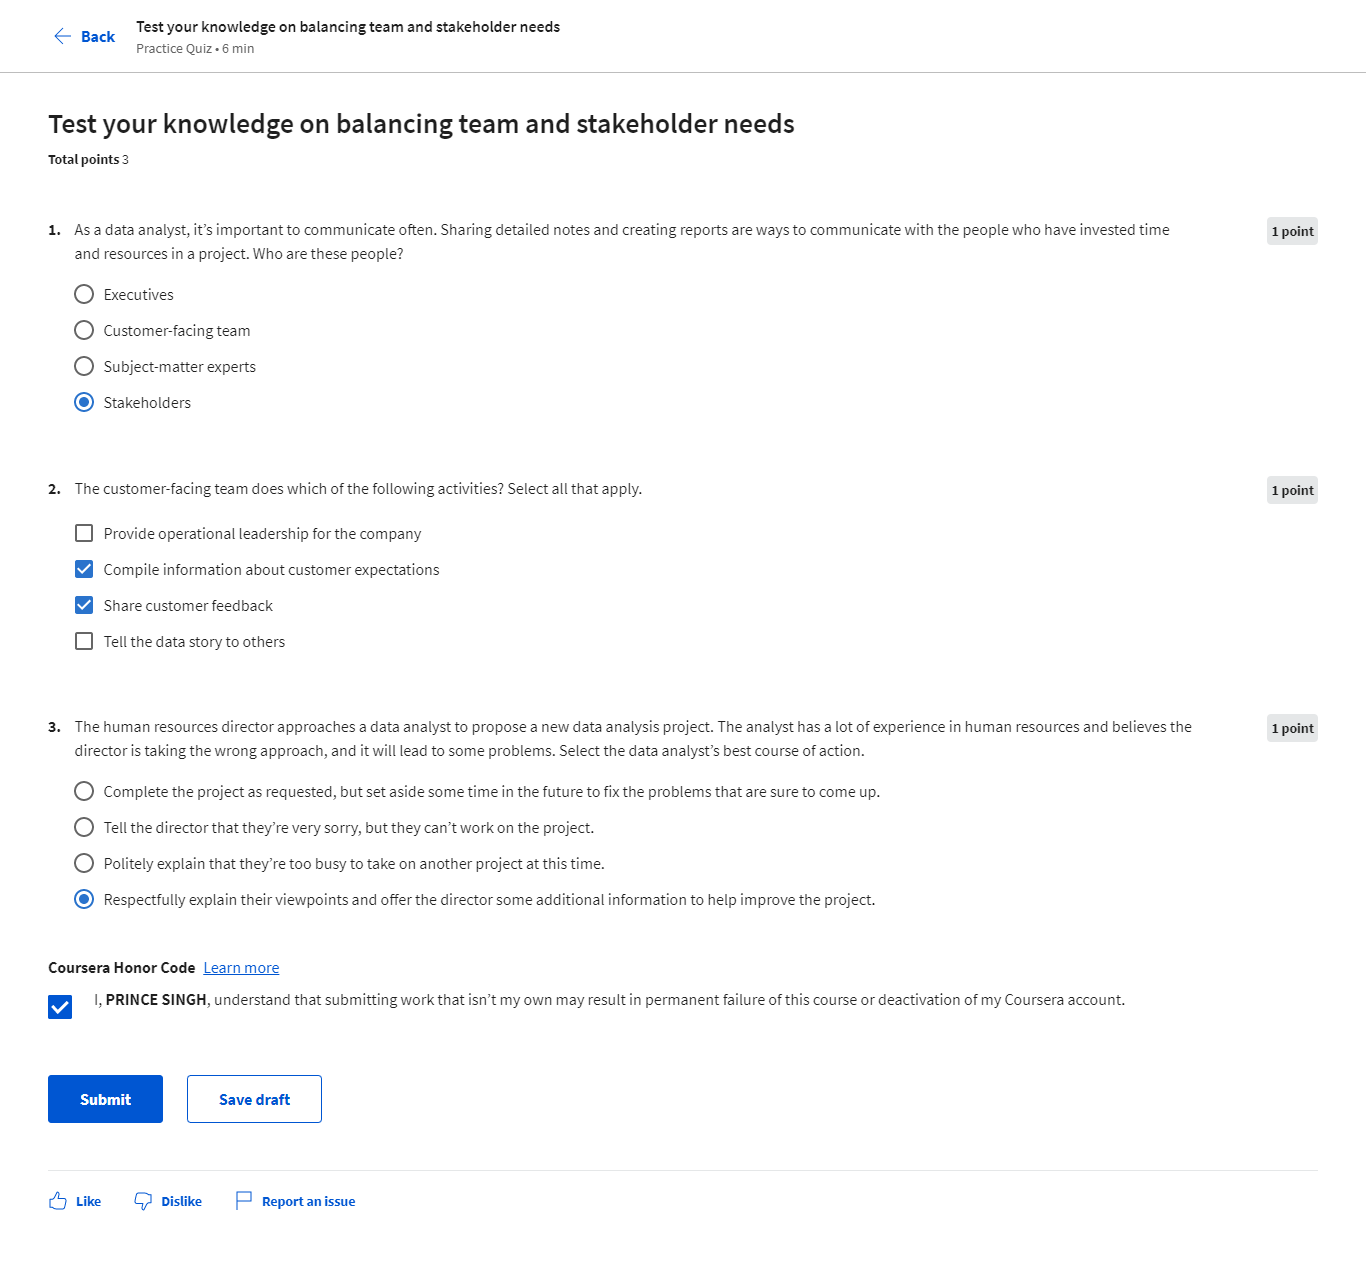 Back
Test your knowledge on balancing team and stakeholder needs
Practice Quiz • 6 min
Test your knowledge on balancing team and stakeholder needs
Total points 3
1. As a data analyst, it’s important to communicate often. Sharing detailed notes and creating reports are ways to communicate with the people who have invested time
and resources in a project. Who are these people?
1 point
Executives
Customer-facing team
Subject-matter experts
Stakeholders
2. The customer-facing team does which of the following activities? Select all that apply.
1 point
Provide operational leadership for the company
Compile information about customer expectations
Share customer feedback
Tell the data story to others
3. The human resources director approaches a data analyst to propose a new data analysis project. The analyst has a lot of experience in human resources and believes the
director is taking the wrong approach, and it will lead to some problems. Select the data analyst’s best course of action.
1 point
Complete the project as requested, but set aside some time in the future to fix the problems that are sure to come up.
Tell the director that they’re very sorry, but they can’t work on the project.
Politely explain that they’re too busy to take on another project at this time.
Respectfully explain their viewpoints and offer the director some additional information to help improve the project.
Coursera Honor Code Learn more
I, PRINCE SINGH, understand that submitting work that isn’t my own may result in permanent failure of this course or deactivation of my Coursera account.
Submit
Save draft
Like
Dislike
Report an issue